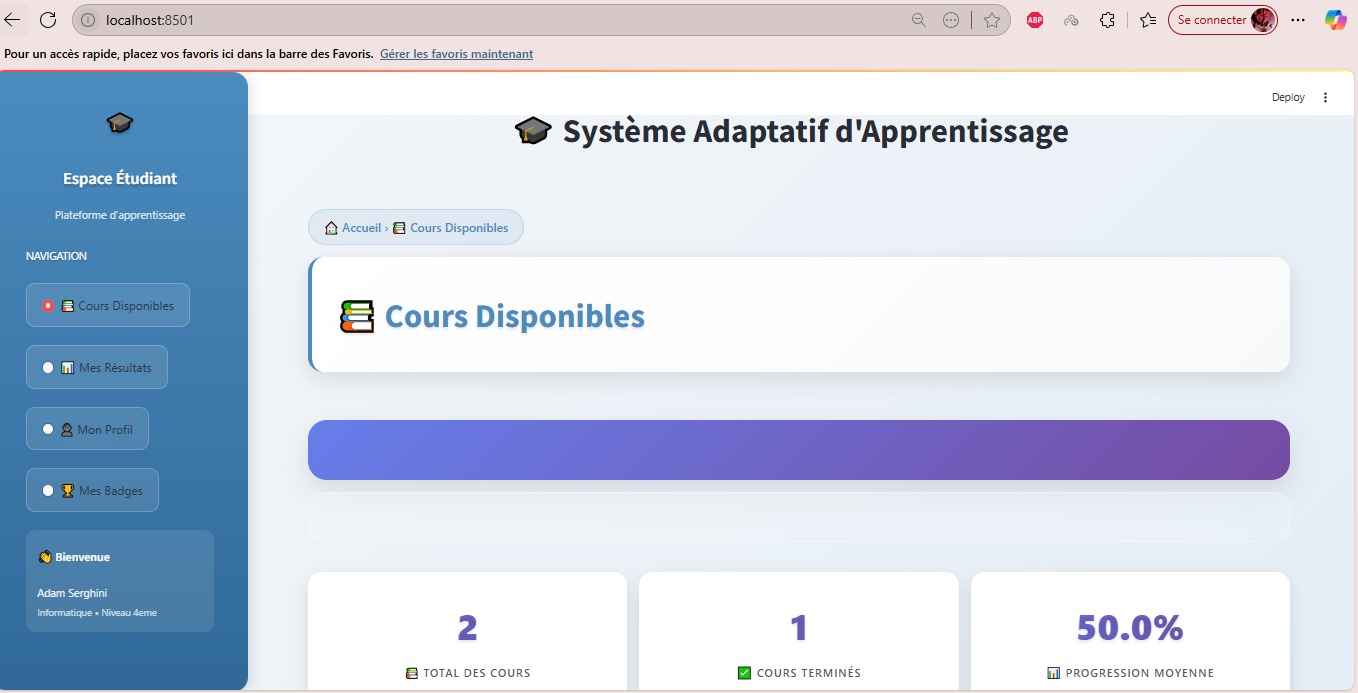 localhost:8501
ABP
Se connecter
Pour un accès rapide, placez vos favoris ici dans la barre des Favoris. Gérer les favoris maintenant
Deploy
🎓 Système Adaptatif d'Apprentissage
Espace Étudiant
Plateforme d'apprentissage
NAVIGATION
Cours Disponibles
Mes Résultats
Mon Profil
Mes Badges
Bienvenue
Adam Serghini
Informatique • Niveau 4eme
Accueil › Cours Disponibles
Cours Disponibles
2
TOTAL DES COURS
1
COURS TERMINÉS
50.0%
PROGRESSION MOYENNE